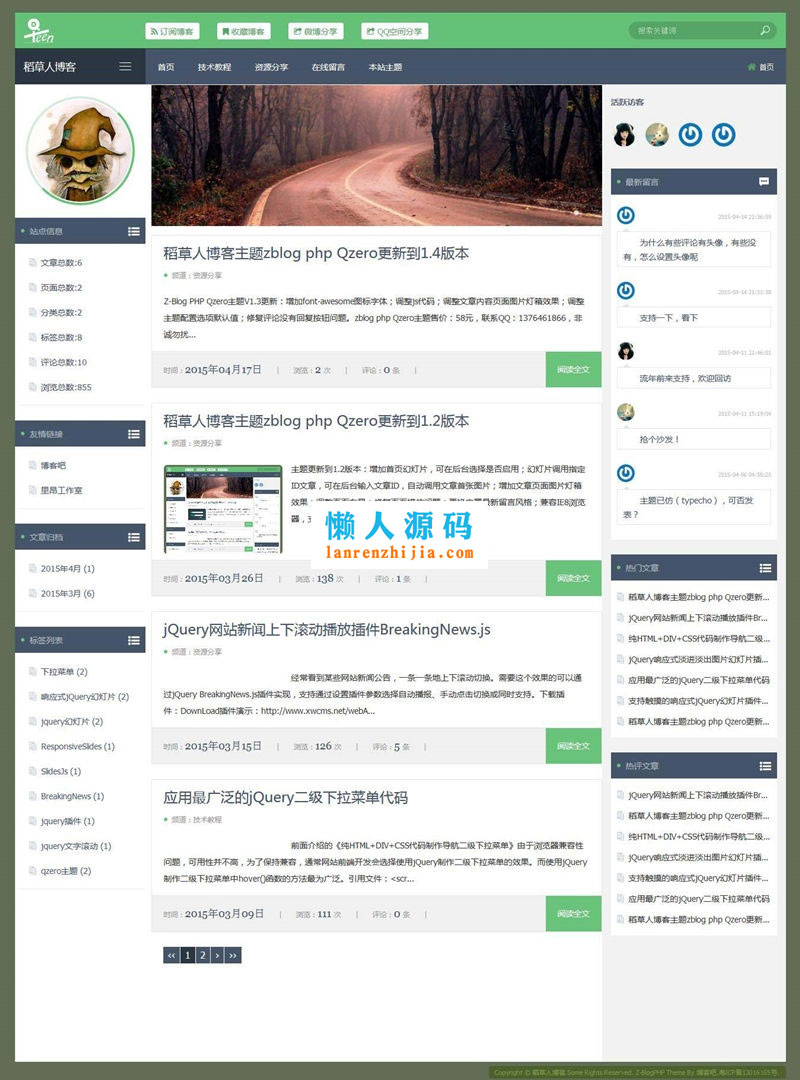 Teen
订阅博客
收藏博客
微博分享
QQ空间分享
搜索关键词
稻草人博客
首页
技术教程
资源分享
在线留言
本站主题
首页
站点信息
文章总数:6
页面总数:2
分类总数:2
标签总数:8
评论总数:10
浏览总数:855
友情链接
博客吧
里昂工作室
文章归档
2015年4月 (1)
2015年3月 (6)
标签列表
下拉菜单 (2)
响应式jQuery幻灯片 (2)
jquery幻灯片 (2)
ResponsiveSlides (1)
SlidesJs (1)
BreakingNews (1)
jquery插件 (1)
jquery文字滚动 (1)
qzero主题 (2)
稻草人博客主题zblog php Qzero更新到1.4版本
频道：资源分享
Z-Blog PHP Qzero主题V1.3更新：增加font-awesome图标字体；调整js代码；调整文章内容页面图片灯箱效果；调整
主题配置选项默认值；修复评论没有回复按钮问题。zblog php Qzero主题售价：58元，联系QQ：1376461866，非
诚勿扰...
时间：2015年04月17日 | 浏览：2 次 | 评论：0 条 |
阅读全文
稻草人博客主题zblog php Qzero更新到1.2版本
频道：资源分享
主题更新到1.2版本：增加首页幻灯片，可在后台选择是否启用；幻灯片调用指定
ID文章，可在后台输入文章ID，自动调用文章首张图片；增加文章页面图片灯箱
新留言风格；兼容IE8浏览
器，
懒人源码
lanrenzhijia.com
时间：2015年03月26日 | 浏览：138 次 | 评论：1 条 |
阅读全文
jQuery网站新闻上下滚动播放插件BreakingNews.js
频道：资源分享
经常看到某些网站新闻公告，一条一条地上下滚动切换。需要这个效果的可以通
过jQuery BreakingNews.js插件实现，支持通过设置插件参数选择自动播报、手动点击切换或同时支持。下载插
件：DownLoad插件演示：http://www.xwcms.net/webA...
时间：2015年03月15日 | 浏览：126 次 | 评论：5 条 |
阅读全文
应用最广泛的jQuery二级下拉菜单代码
频道：技术教程
前面介绍的《纯HTML+DIV+CSS代码制作导航二级下拉菜单》由于浏览器兼容性
问题，可用性并不高，为了保持兼容，通常网站前端开发会选择使用jQuery制作二级下拉菜单的效果。而使用jQuery
制作二级下拉菜单中hover()函数的方法最为广泛。引用文件：<scr...
时间：2015年03月09日 | 浏览：111 次 | 评论：0 条 |
阅读全文
‹‹ 1 2 › ››
活跃访客
最新留言
2015-04-14 22:36:59
为什么有些评论有头像，有些没
有，怎么设置头像呢
支持一下，看下
2015-04-11 22:46:01
流年前来支持，欢迎回访
2015-04-11 15:19:04
抢个沙发！
主题已仿（typecho），可否发
表？
热门文章
稻草人博客主题zblog php Qzero更新...
jQuery网站新闻上下滚动播放插件Br...
纯HTML+DIV+CSS代码制作导航二级...
jQuery响应式淡进淡出图片幻灯片插...
应用最广泛的jQuery二级下拉菜单代码
支持触摸的响应式jQuery幻灯片插件...
稻草人博客主题zblog php Qzero更新...
热评文章
jQuery网站新闻上下滚动播放插件Br...
稻草人博客主题zblog php Qzero更新...
纯HTML+DIV+CSS代码制作导航二级...
jQuery响应式淡进淡出图片幻灯片插...
支持触摸的响应式jQuery幻灯片插件...
应用最广泛的jQuery二级下拉菜单代码
稻草人博客主题zblog php Qzero更新...
Copyright © 稻草人博客 Some Rights Reserved. Z-BlogPHP Theme By 博客吧.